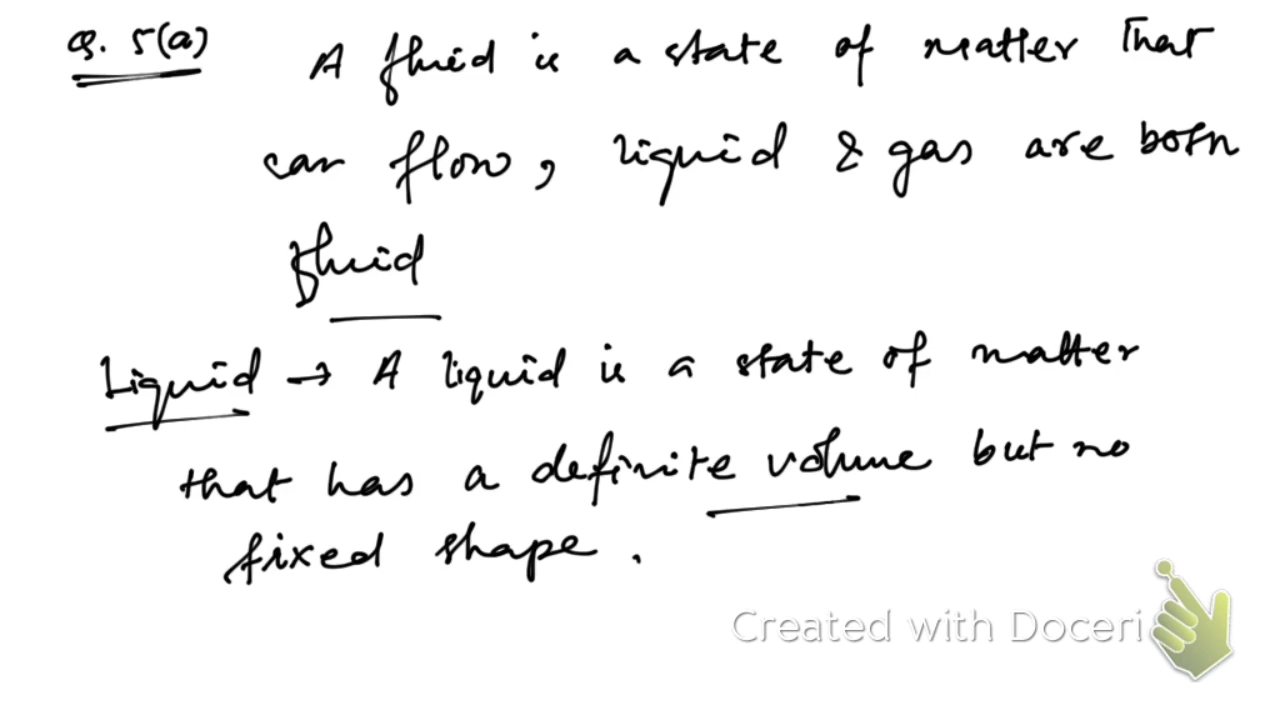 Q. 5(a) A fluid is a state of matter that
can flow, liquid & gas are both
fluid
Liquid → A liquid is a state of matter
that has a definite volume but no
fixed shape.
Created with Doceri